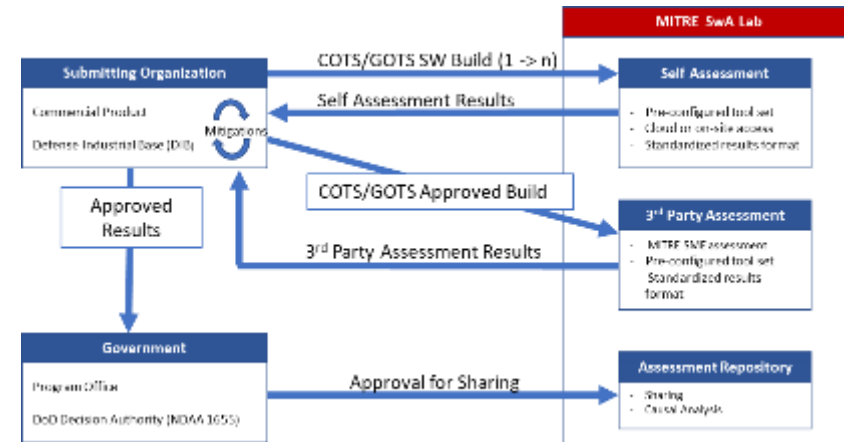 MITRE SwA Lab
COTS/GOTS SW Build (1 -> n)
Submitting Organization
Self Assessment
Self Assessment Results
Commercial Product
Mitigations
Defense Industrial Base (DIB)
- Pre-configured tool set
- Cloud or on-site access
- Standardized results format
COTS/GOTS Approved Build
Approved
Results
3rd Party Assessment
3rd Party Assessment Results
- MITRE SME assessment
- Pre-configured tool set
Standardized results
format
Government
Assessment Repository
Program Office
Approval for Sharing
- Sharing
- Causal Analysis
DoD Decision Authority (NDAA 1655)